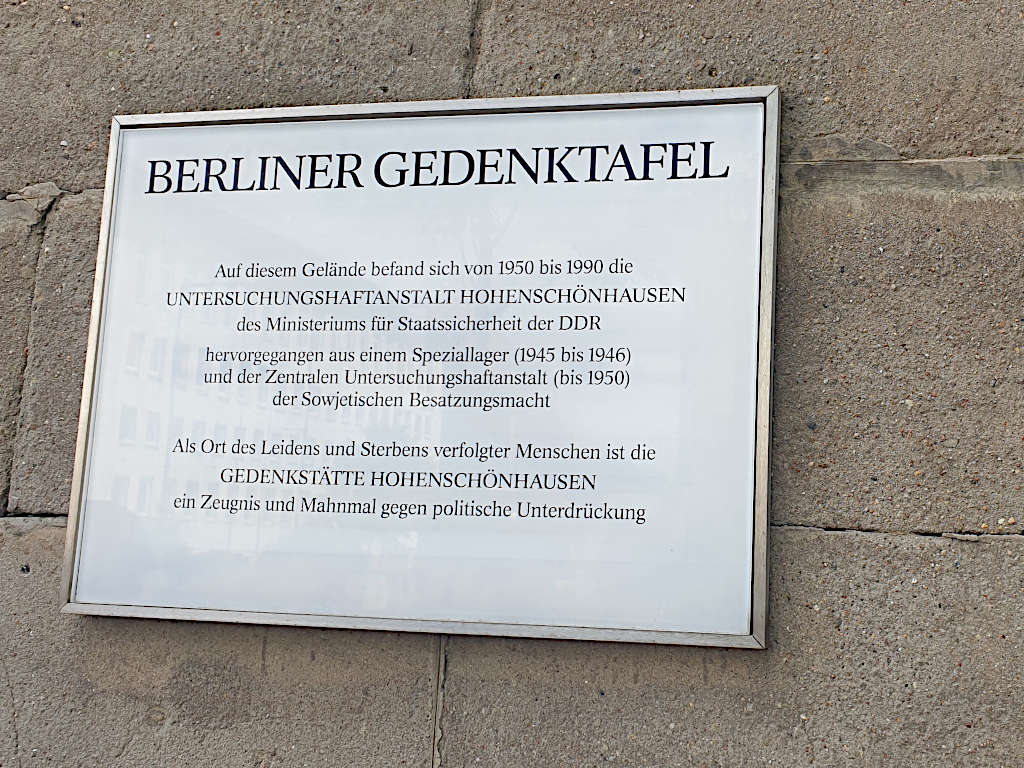 BERLINER GEDENKTAFEL
Auf diesem Gelände befand sich von 1950 bis 1990 die
UNTERSUCHUNGSHAFTANSTALT HOHENSCHÖNHAUSEN
des Ministeriums für Staatssicherheit der DDR
hervorgegangen aus einem Speziallager (1945 bis 1946)
und der Zentralen Untersuchungshaftanstalt (bis 1950)
der Sowjetischen Besatzungsmacht
Als Ort des Leidens und Sterbens verfolgter Menschen ist die
GEDENKSTÄTTE HOHENSCHÖNHAUSEN
ein Zeugnis und Mahnmal gegen politische Unterdrückung